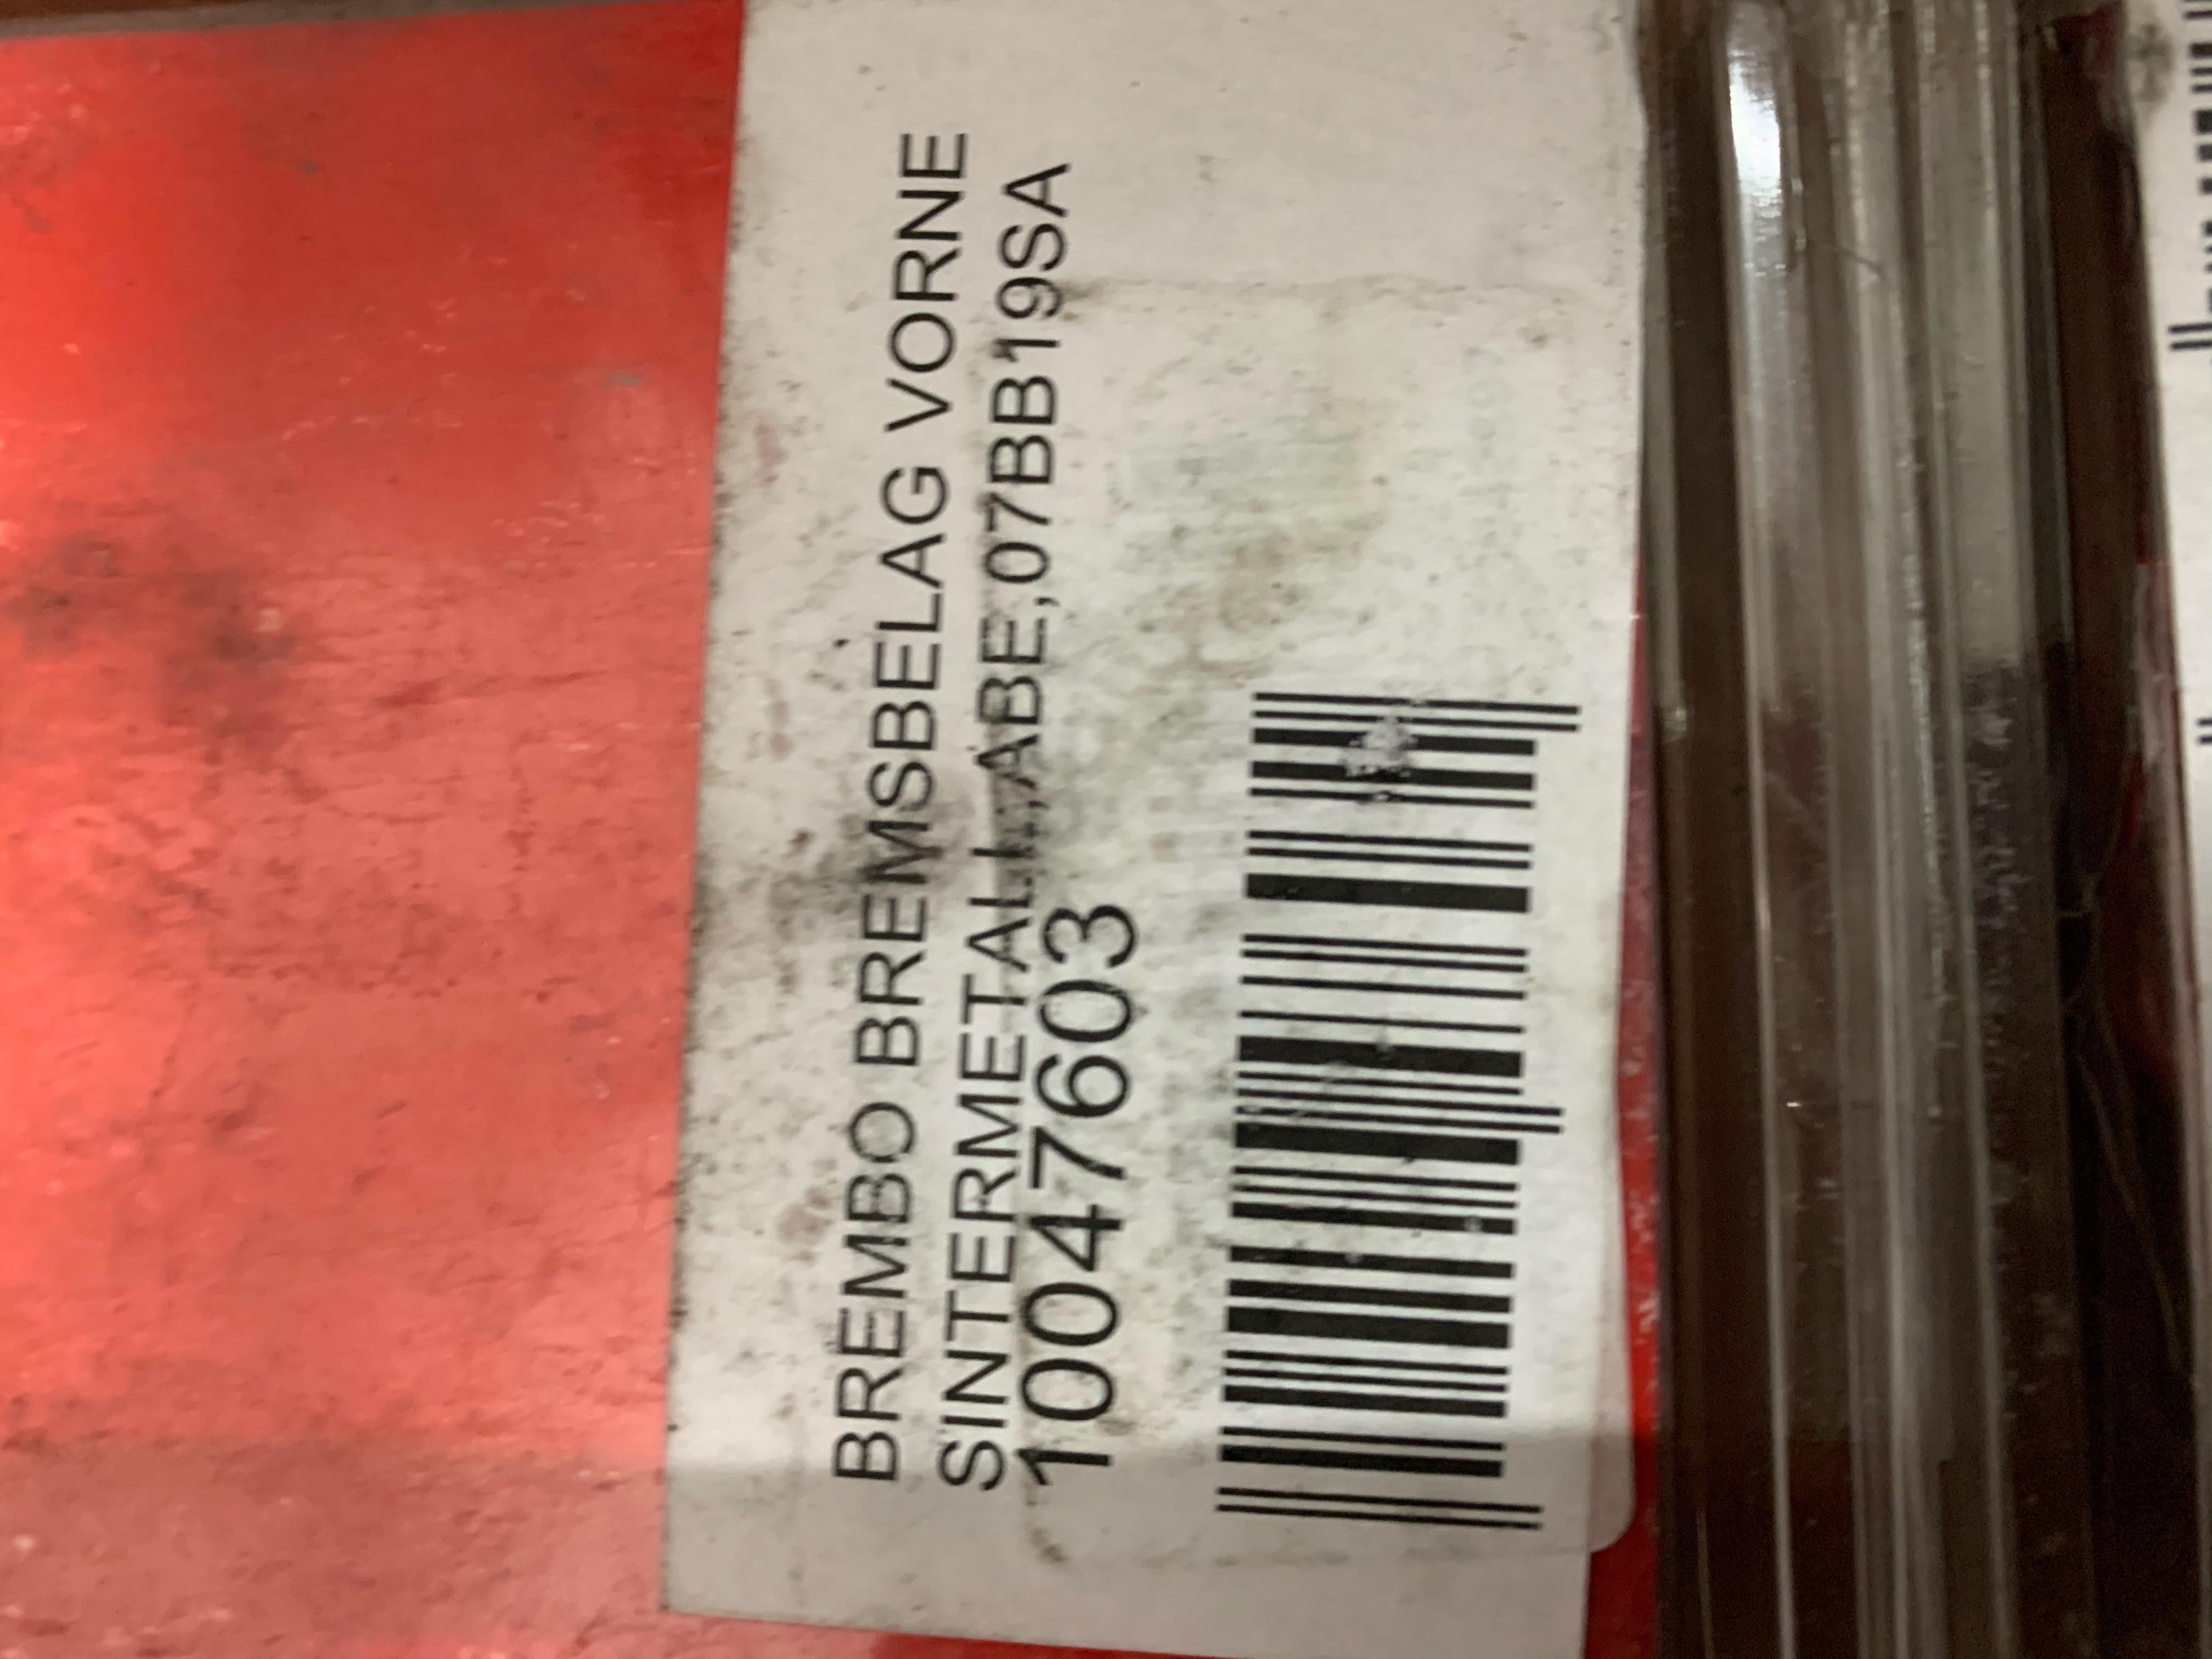 BREMBO BREMSBELAG VORNE
SINTERMETALL,ABE,07BB19SA
10047603